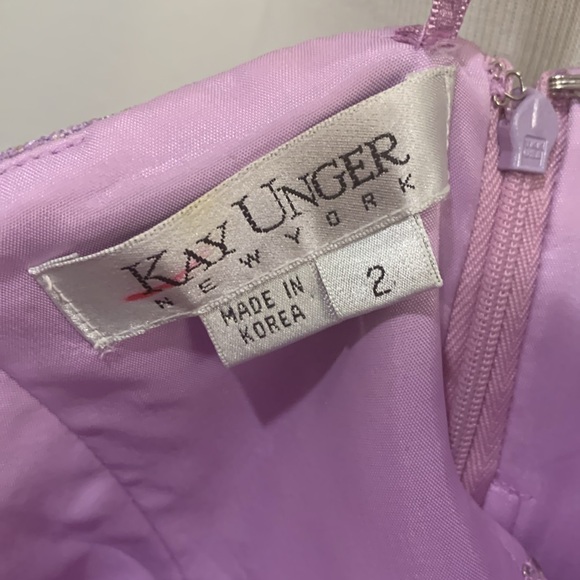 KAY UNGER
NEW YORK
MADE IN
KOREA
2